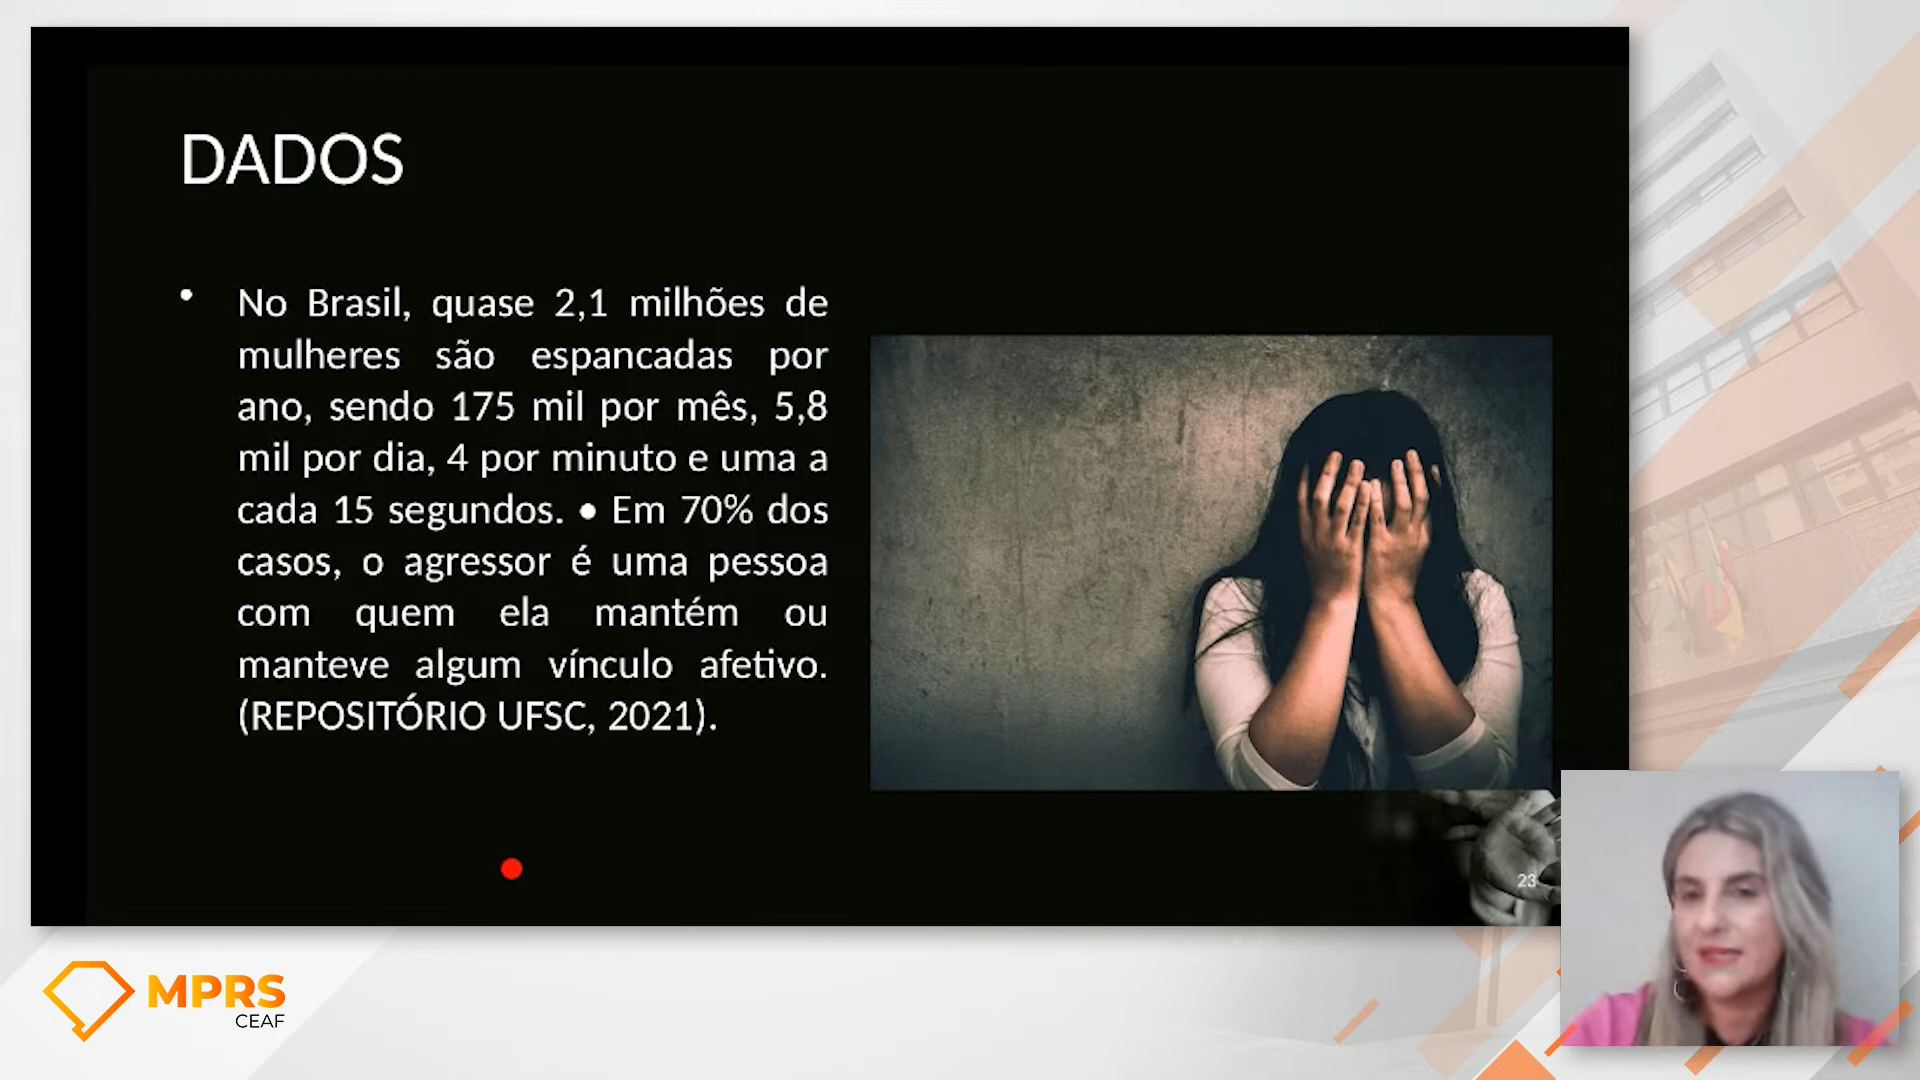 DADOS
• No Brasil, quase 2,1 milhões de
mulheres são espancadas por
ano, sendo 175 mil por mês, 5,8
mil por dia, 4 por minuto e uma a
cada 15 segundos. ● Em 70% dos
casos, o agressor é uma pessoa
com quem ela mantém ou
manteve algum vínculo afetivo.
(REPOSITÓRIO UFSC, 2021).
23
MPRS
CEAF